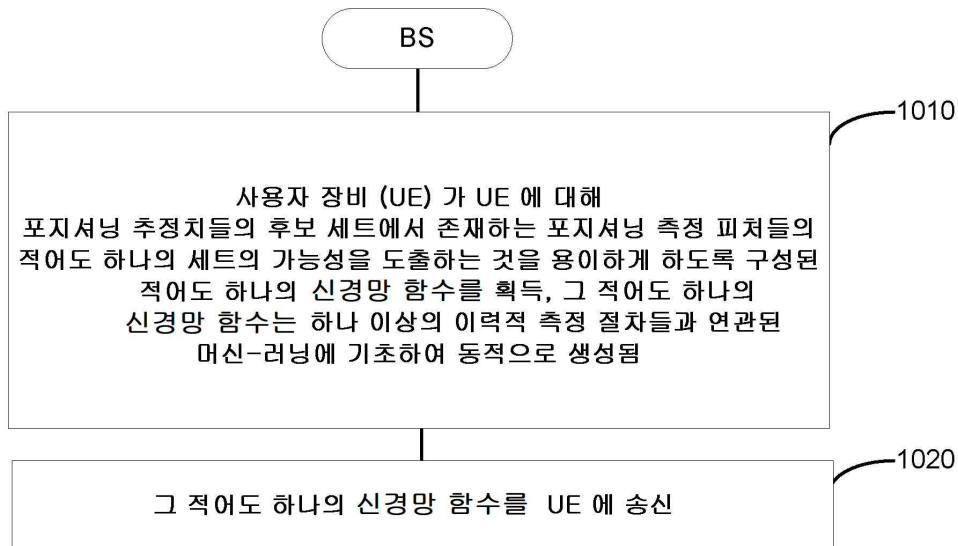 BS
1010
사용자 장비 (UE) 가 UE 에 대해
포지셔닝 추정치들의 후보 세트에서 존재하는 포지셔닝 측정 피처들의
적어도 하나의 세트의 가능성을 도출하는 것을 용이하게 하도록 구성된
적어도 하나의 신경망 함수를 획득, 그 적어도 하나의
신경망 함수는 하나 이상의 이력적 측정 절차들과 연관된
머신-러닝에 기초하여 동적으로 생성됨
1020
그 적어도 하나의 신경망 함수를 UE 에 송신